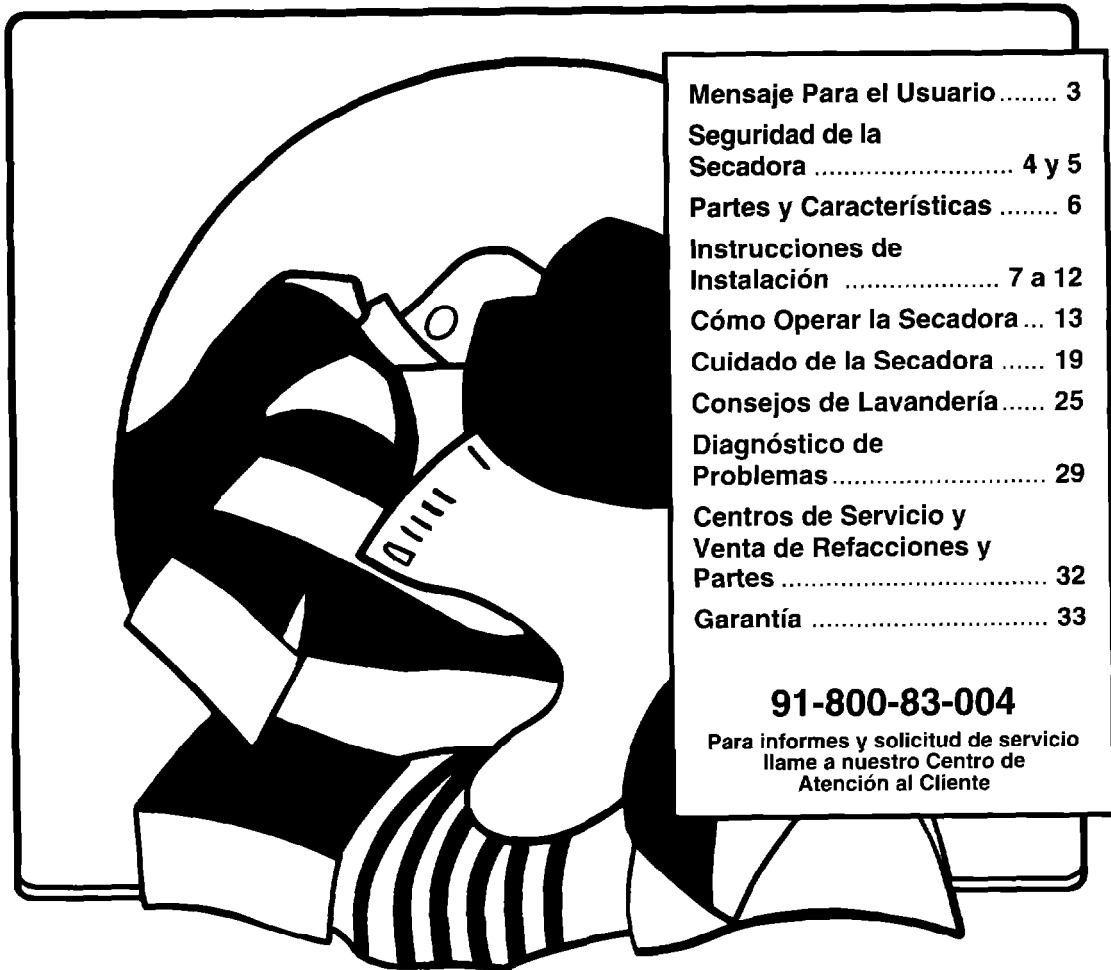 Mensaje Para el Usuario ........ 3
Seguridad de la
Secadora .......................... 4 y 5
Partes y Características ........ 6
Instrucciones de
Instalación .................... 7 a 12
Cómo Operar la Secadora ... 13
Cuidado de la Secadora ...... 19
Consejos de Lavandería ...... 25
Diagnóstico de
Problemas ............................ 29
Centros de Servicio y
Venta de Refacciones y
Partes ................................... 32
Garantía ............................... 33
91-800-83-004
Para informes y solicitud de servicio
llame a nuestro Centro de
Atención al Cliente